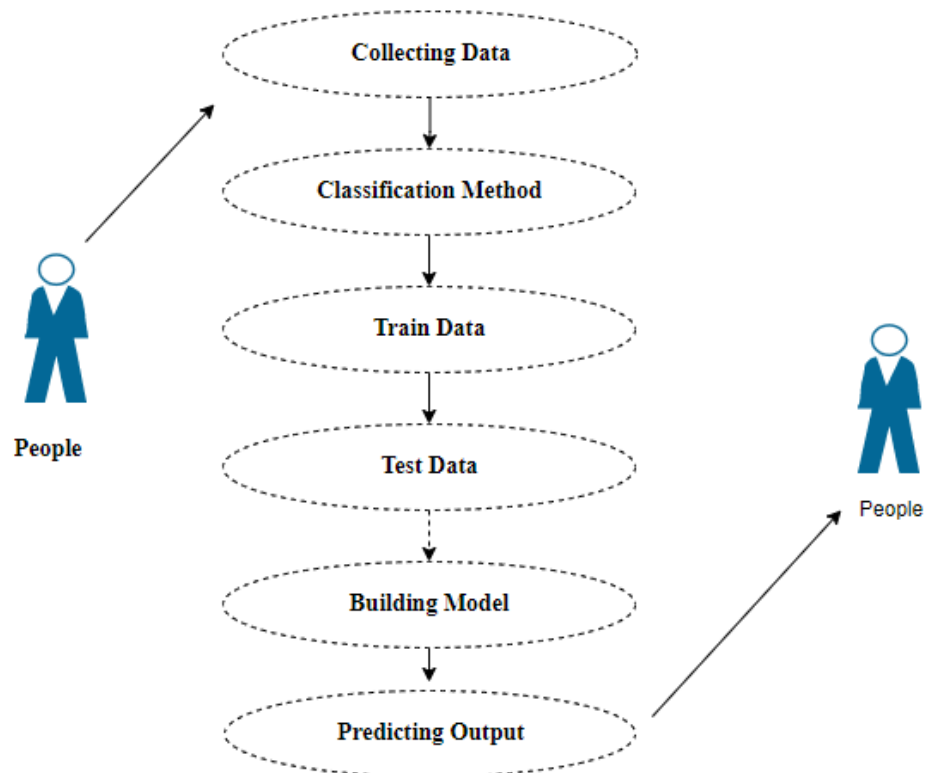 Collecting Data
Classification Method
Train Data
People
Test Data
People
Building Model
Predicting Output